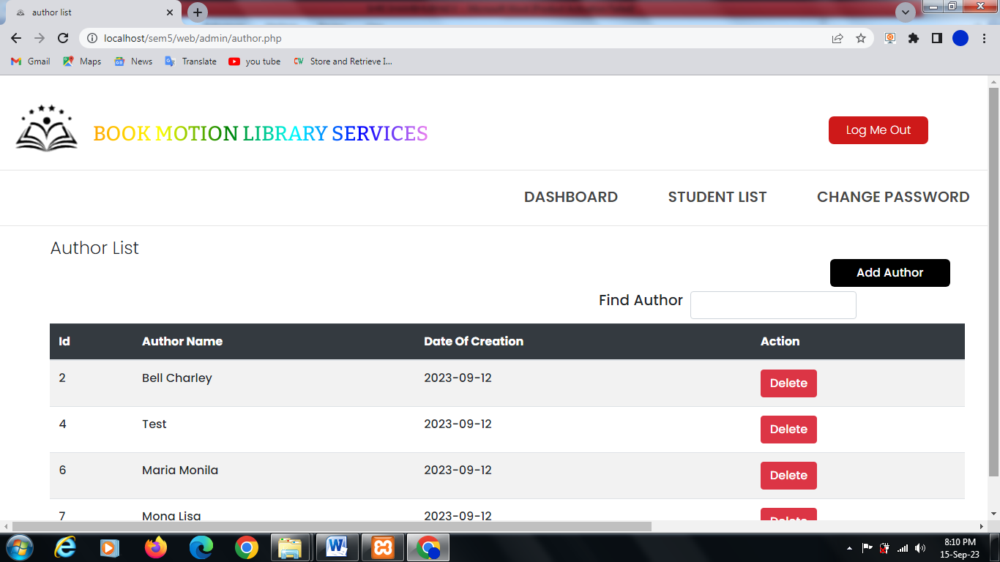 author list
localhost/sem5/web/admin/author.php
Gmail Maps News Translate you tube Store and Retrieve I...
BOOK MOTION LIBRARY SERVICES
Log Me Out
DASHBOARD STUDENT LIST CHANGE PASSWORD
Author List
Add Author
Find Author
Id Author Name Date Of Creation Action
2 Bell Charley 2023-09-12 Delete
4 Test 2023-09-12 Delete
6 Maria Monila 2023-09-12 Delete
7 Mona Lisa 2023-09-12 Delete
8:10 PM
15-Sep-23